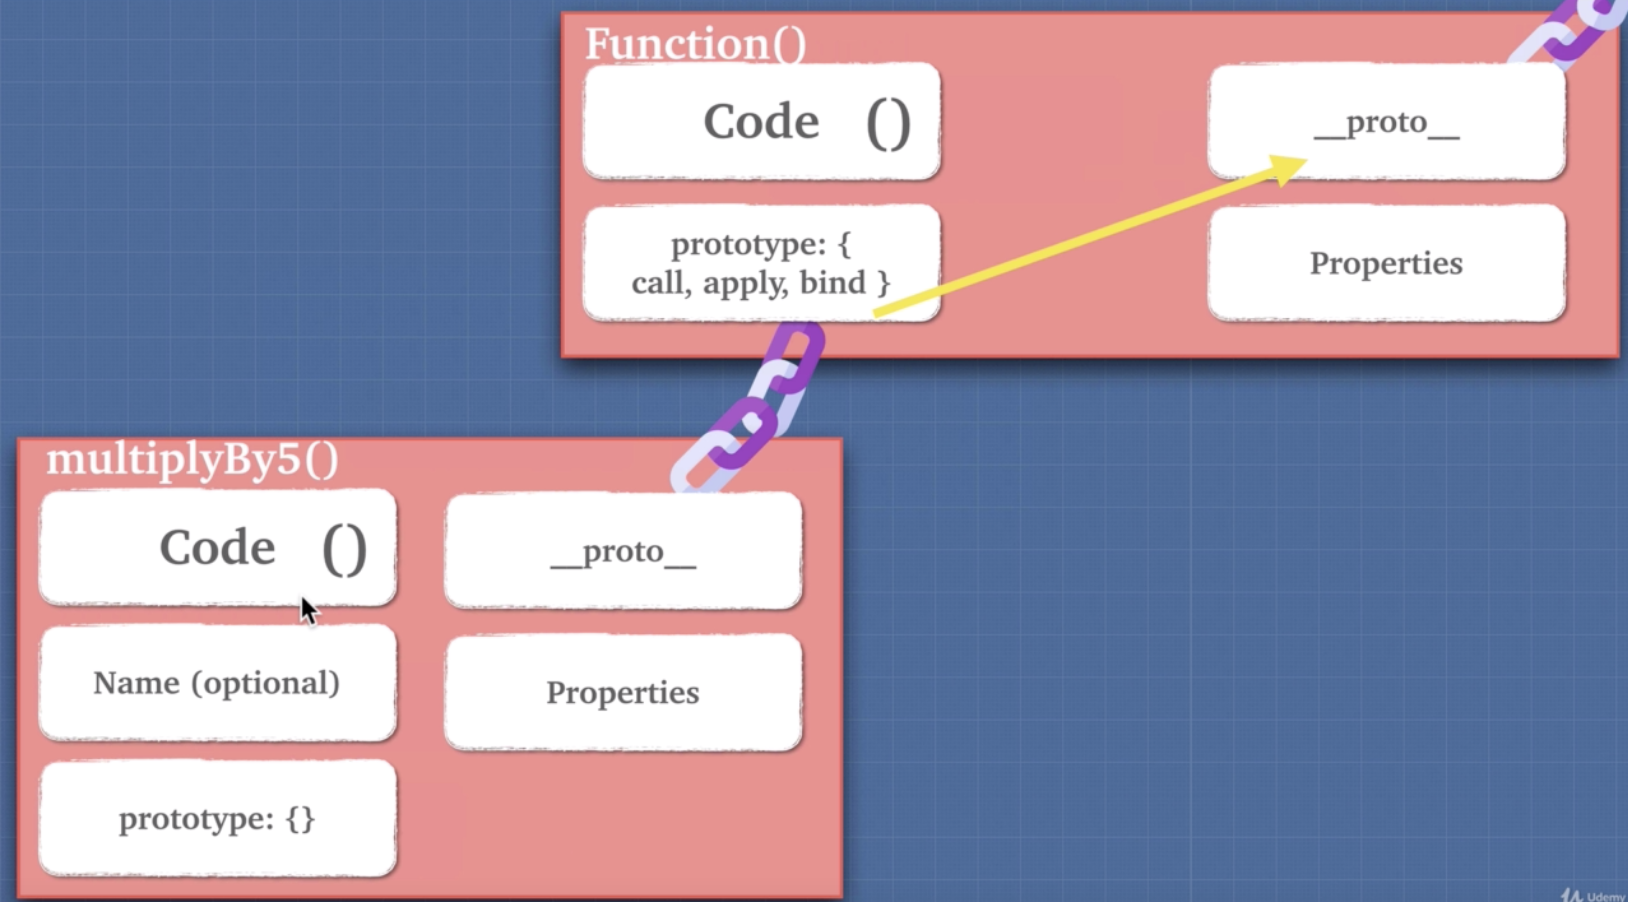 Function()
Code ()
__proto__
prototype: {
call, apply, bind }
Properties
multiplyBy5()
Code ()
__proto__
Name (optional)
Properties
prototype: {}
Udemy